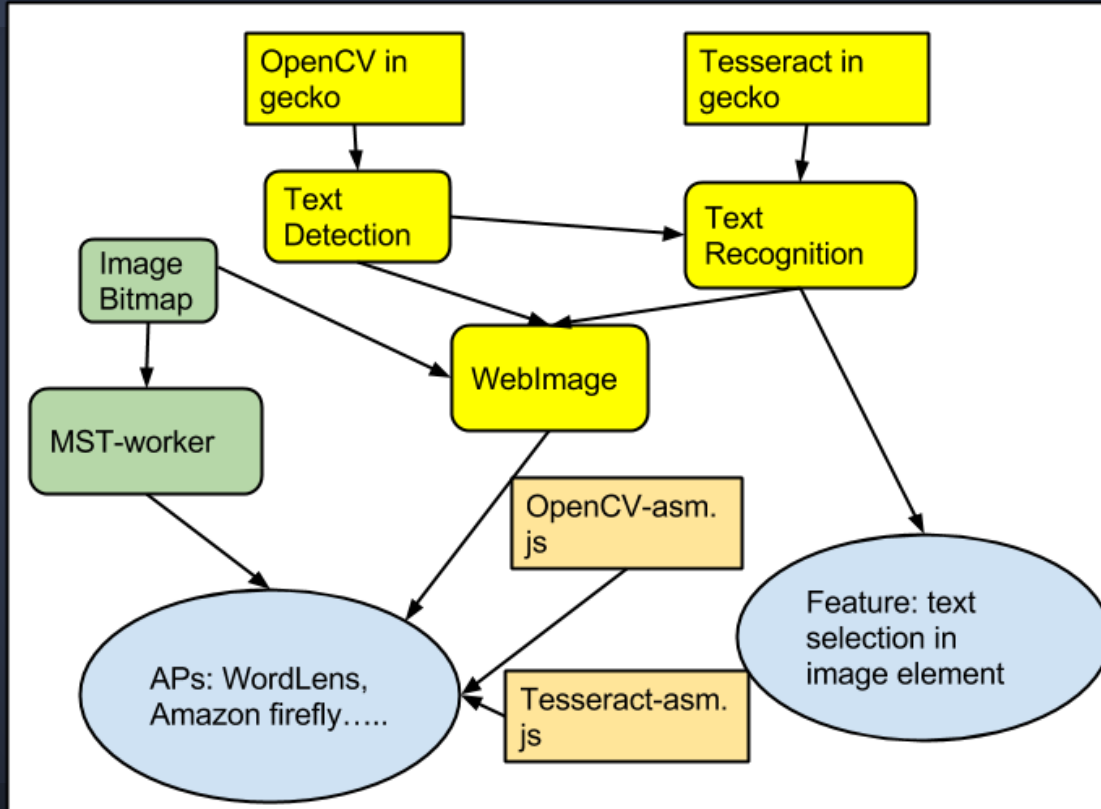 OpenCV in
gecko
Tesseract in
gecko
Text
Detection
Text
Recognition
Image
Bitmap
WebImage
MST-worker
OpenCV-asm.
js
Feature: text
selection in
image element
APs: WordLens,
Amazon firefly…..
Tesseract-asm.
js